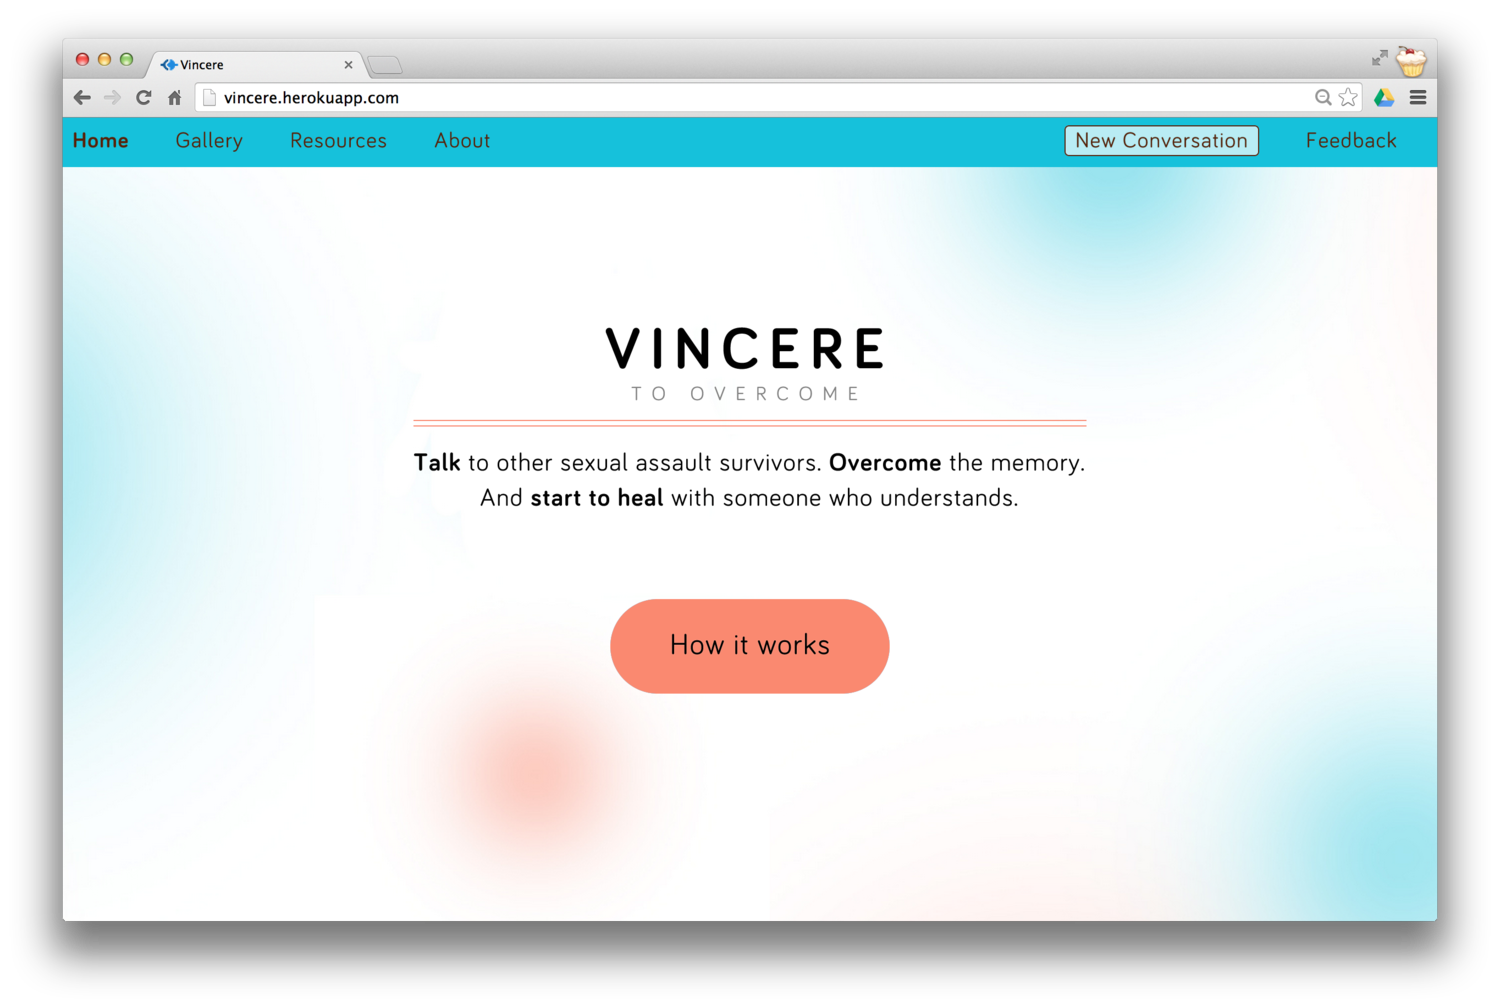 Vincere
vincere.herokuapp.com
Home Gallery Resources About New Conversation Feedback
VINCERE
TO OVERCOME
Talk to other sexual assault survivors. Overcome the memory.
And start to heal with someone who understands.
How it works